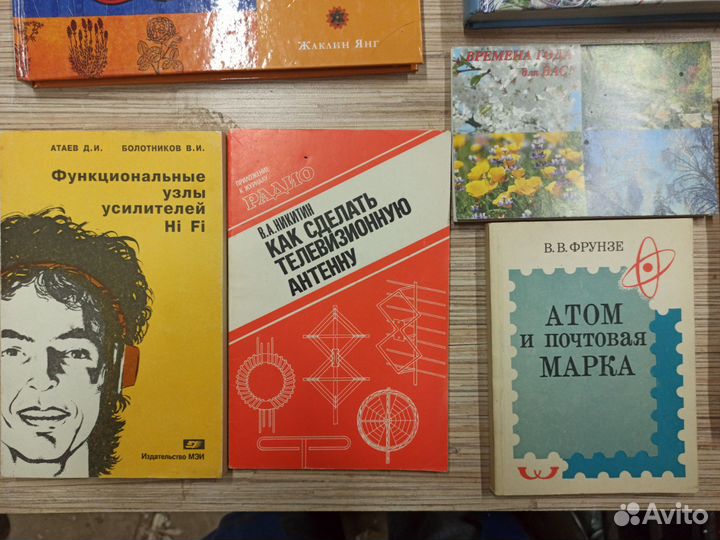 Жаклин Янг
ВРЕМЕНА ГОДА
для ВАС!
АТАЕВ Д.И. БОЛОТНИКОВ В.И.
Функциональные
узлы
усилителей
Hi Fi
Издательство МЭИ
ПРИЛОЖЕНИЕ
К ЖУРНАЛУ
РАДИО
В.А.НИКИТИН
КАК СДЕЛАТЬ
ТЕЛЕВИЗИОННУЮ
АНТЕННУ
В. В. ФРУНЗЕ
АТОМ
и почтовая
МАРКА
Avito